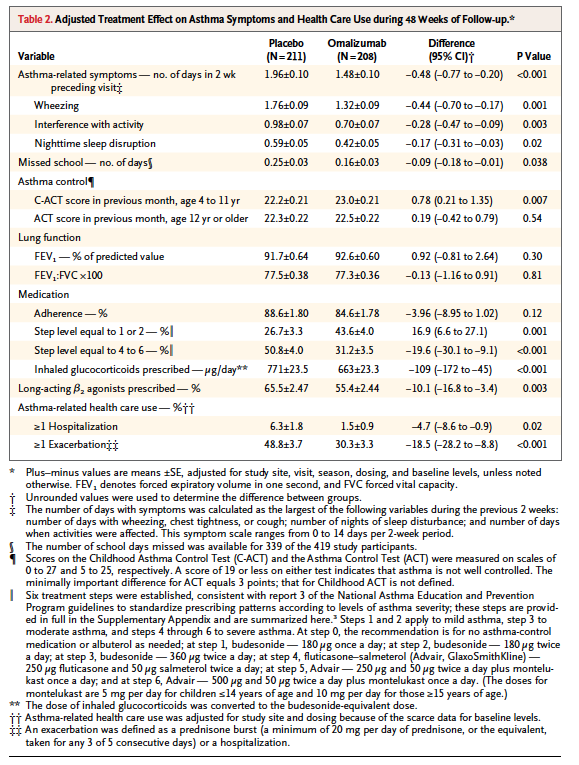 Table 2. Adjusted Treatment Effect on Asthma Symptoms and Health Care Use during 48 Weeks of Follow-up.*
Variable Placebo (N=211) Omalizumab (N=208) Difference (95% CI)† P Value
Asthma-related symptoms — no. of days in 2 wk preceding visit‡ 1.96±0.10 1.48±0.10 −0.48 (−0.77 to −0.20) <0.001
Wheezing 1.76±0.09 1.32±0.09 −0.44 (−0.70 to −0.17) 0.001
Interference with activity 0.98±0.07 0.70±0.07 −0.28 (−0.47 to −0.09) 0.003
Nighttime sleep disruption 0.59±0.05 0.42±0.05 −0.17 (−0.31 to −0.03) 0.02
Missed school — no. of days§ 0.25±0.03 0.16±0.03 −0.09 (−0.18 to −0.01) 0.038
Asthma control¶
C-ACT score in previous month, age 4 to 11 yr 22.2±0.21 23.0±0.21 0.78 (0.21 to 1.35) 0.007
ACT score in previous month, age 12 yr or older 22.3±0.22 22.5±0.22 0.19 (−0.42 to 0.79) 0.54
Lung function
FEV₁ — % of predicted value 91.7±0.64 92.6±0.60 0.92 (−0.81 to 2.64) 0.30
FEV₁:FVC ×100 77.5±0.38 77.3±0.36 −0.13 (−1.16 to 0.91) 0.81
Medication
Adherence — % 88.6±1.80 84.6±1.78 −3.96 (−8.95 to 1.02) 0.12
Step level equal to 1 or 2 — %‖ 26.7±3.3 43.6±4.0 16.9 (6.6 to 27.1) 0.001
Step level equal to 4 to 6 — %‖ 50.8±4.0 31.2±3.5 −19.6 (−30.1 to −9.1) <0.001
Inhaled glucocorticoids prescribed — μg/day** 771±23.5 663±23.3 −109 (−172 to −45) <0.001
Long-acting β₂ agonists prescribed — % 65.5±2.47 55.4±2.44 −10.1 (−16.8 to −3.4) 0.003
Asthma-related health care use — %††
≥1 Hospitalization 6.3±1.8 1.5±0.9 −4.7 (−8.6 to −0.9) 0.02
≥1 Exacerbation‡‡ 48.8±3.7 30.3±3.3 −18.5 (−28.2 to −8.8) <0.001
* Plus–minus values are means ±SE, adjusted for study site, visit, season, dosing, and baseline levels, unless noted
otherwise. FEV₁ denotes forced expiratory volume in one second, and FVC forced vital capacity.
† Unrounded values were used to determine the difference between groups.
‡ The number of days with symptoms was calculated as the largest of the following variables during the previous 2 weeks:
number of days with wheezing, chest tightness, or cough; number of nights of sleep disturbance; and number of days
when activities were affected. This symptom scale ranges from 0 to 14 days per 2-week period.
§ The number of school days missed was available for 339 of the 419 study participants.
¶ Scores on the Childhood Asthma Control Test (C-ACT) and the Asthma Control Test (ACT) were measured on scales of
0 to 27 and 5 to 25, respectively. A score of 19 or less on either test indicates that asthma is not well controlled. The
minimally important difference for ACT equals 3 points; that for Childhood ACT is not defined.
‖ Six treatment steps were established, consistent with report 3 of the National Asthma Education and Prevention
Program guidelines to standardize prescribing patterns according to levels of asthma severity; these steps are provid-
ed in full in the Supplementary Appendix and are summarized here.³ Steps 1 and 2 apply to mild asthma, step 3 to
moderate asthma, and steps 4 through 6 to severe asthma. At step 0, the recommendation is for no asthma-control
medication or albuterol as needed; at step 1, budesonide — 180 μg once a day; at step 2, budesonide — 180 μg twice
a day; at step 3, budesonide — 360 μg twice a day; at step 4, fluticasone–salmeterol (Advair, GlaxoSmithKline) —
250 μg fluticasone and 50 μg salmeterol twice a day; at step 5, Advair — 250 μg and 50 μg twice a day plus montelu-
kast once a day; and at step 6, Advair — 500 μg and 50 μg twice a day plus montelukast once a day. (The doses for
montelukast are 5 mg per day for children ≤14 years of age and 10 mg per day for those ≥15 years of age.)
** The dose of inhaled glucocorticoids was converted to the budesonide-equivalent dose.
†† Asthma-related health care use was adjusted for study site and dosing because of the scarce data for baseline levels.
‡‡ An exacerbation was defined as a prednisone burst (a minimum of 20 mg per day of prednisone, or the equivalent,
taken for any 3 of 5 consecutive days) or a hospitalization.